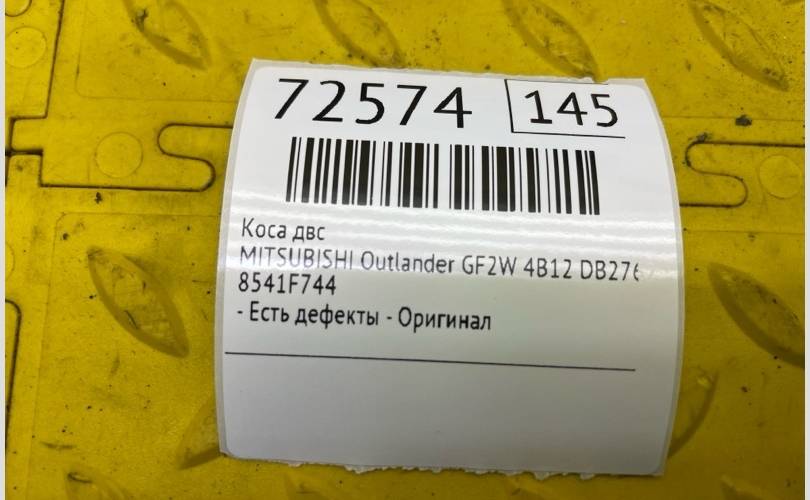 72574 145
Коса двс
MITSUBISHI Outlander GF2W 4B12 DB276
8541F744
- Есть дефекты - Оригинал